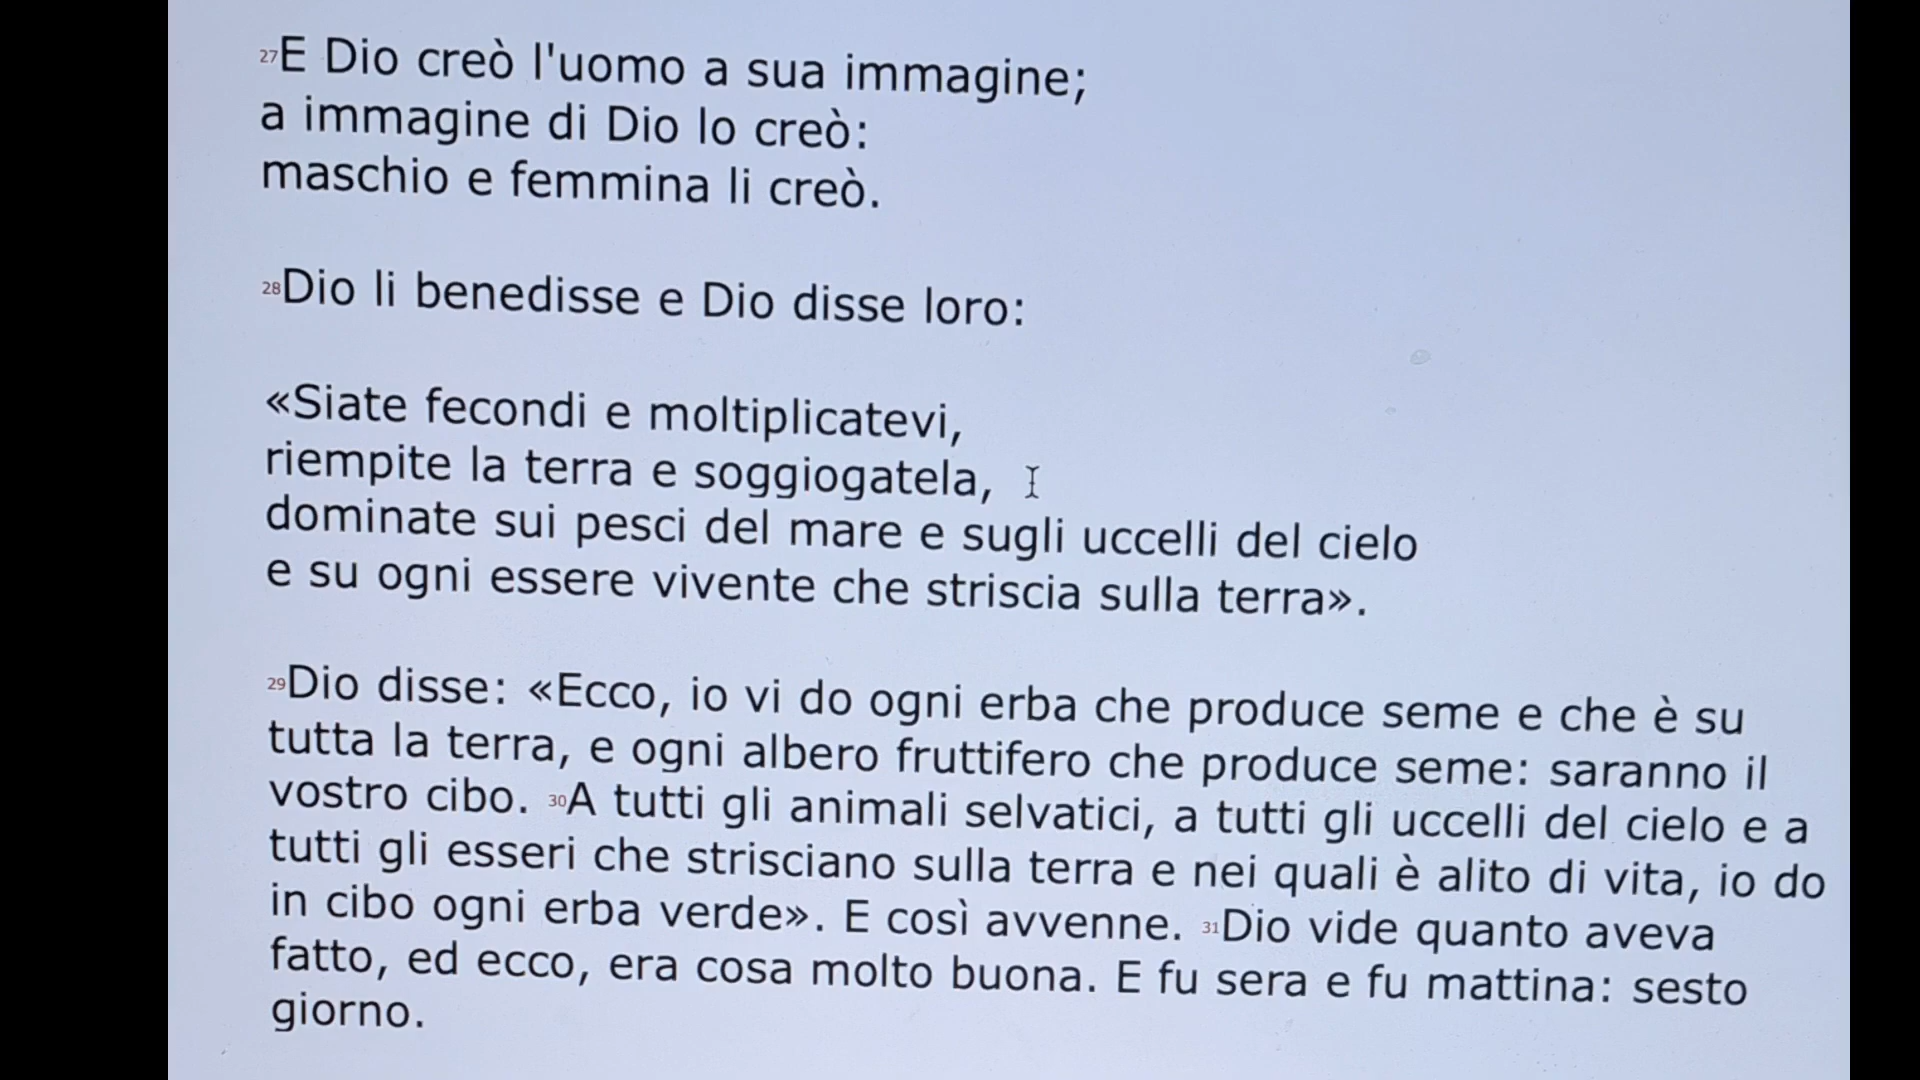 27E Dio creò l'uomo a sua immagine;
a immagine di Dio lo creò:
maschio e femmina li creò.
28Dio li benedisse e Dio disse loro:
«Siate fecondi e moltiplicatevi,
riempite la terra e soggiogatela,
dominate sui pesci del mare e sugli uccelli del cielo
e su ogni essere vivente che striscia sulla terra».
29Dio disse: «Ecco, io vi do ogni erba che produce seme e che è su
tutta la terra, e ogni albero fruttifero che produce seme: saranno il
vostro cibo. 30A tutti gli animali selvatici, a tutti gli uccelli del cielo e a
tutti gli esseri che strisciano sulla terra e nei quali è alito di vita, io do
in cibo ogni erba verde». E così avvenne. 31Dio vide quanto aveva
fatto, ed ecco, era cosa molto buona. E fu sera e fu mattina: sesto
giorno.